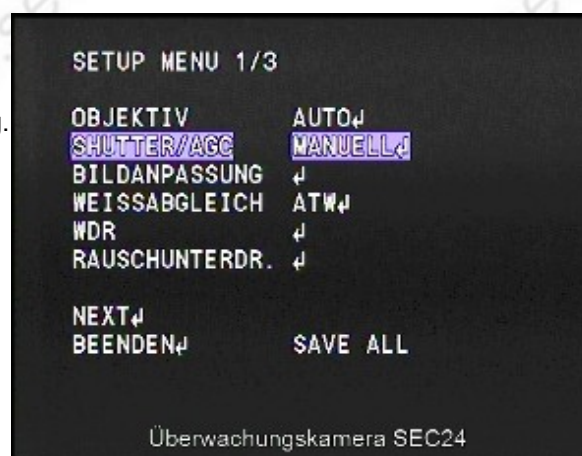 SETUP MENU 1/3
OBJEKTIV AUTO↲
SHUTTER/AGC MANUELL↲
BILDANPASSUNG ↲
WEISSABGLEICH ATW↲
WDR ↲
RAUSCHUNTERDR. ↲
NEXT↲
BEENDEN↲ SAVE ALL
Überwachungskamera SEC24